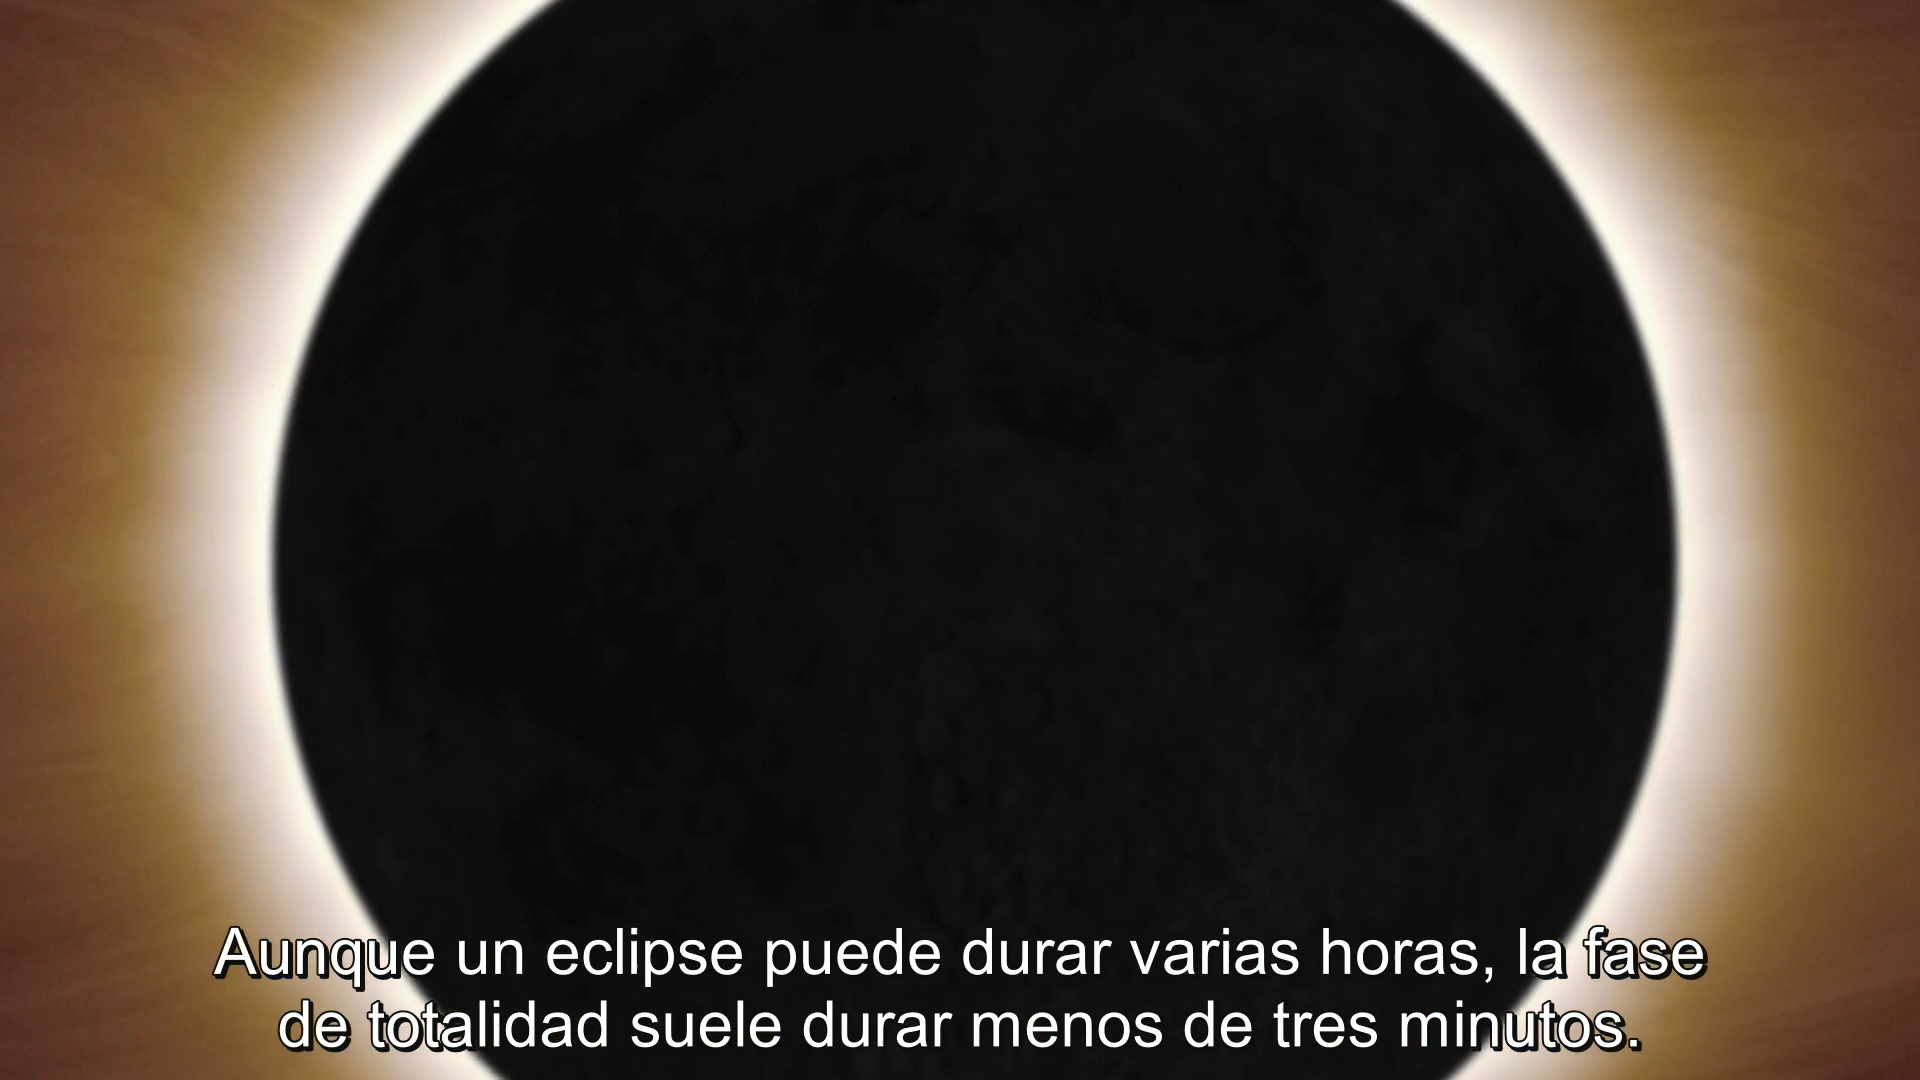 Aunque un eclipse puede durar varias horas, la fase
de totalidad suele durar menos de tres minutos.